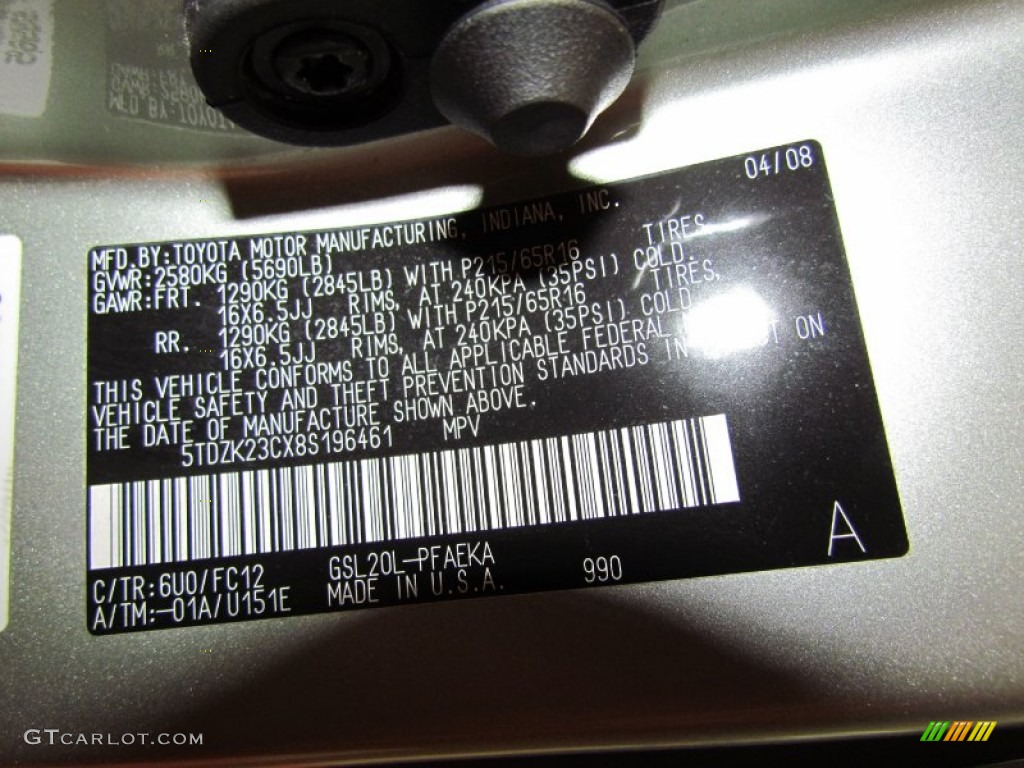 04/08
MFD.BY:TOYOTA MOTOR MANUFACTURING, INDIANA, INC.
GVWR:2580KG (5690LB)
GAWR:FRT. 1290KG (2845LB) WITH P215/65R16 TIRES,
16X6.5JJ RIMS, AT 240KPA (35PSI) COLD.
RR. 1290KG (2845LB) WITH P215/65R16 TIRES,
16X6.5JJ RIMS, AT 240KPA (35PSI) COLD.
THIS VEHICLE CONFORMS TO ALL APPLICABLE FEDERAL
VEHICLE SAFETY AND THEFT PREVENTION STANDARDS IN ON
THE DATE OF MANUFACTURE SHOWN ABOVE.
5TDZK23CX8S196461 MPV
C/TR:6U0/FC12 GSL20L-PFAEKA
A/TM:-01A/U151E MADE IN U.S.A. 990
A
GTCARLOT.COM